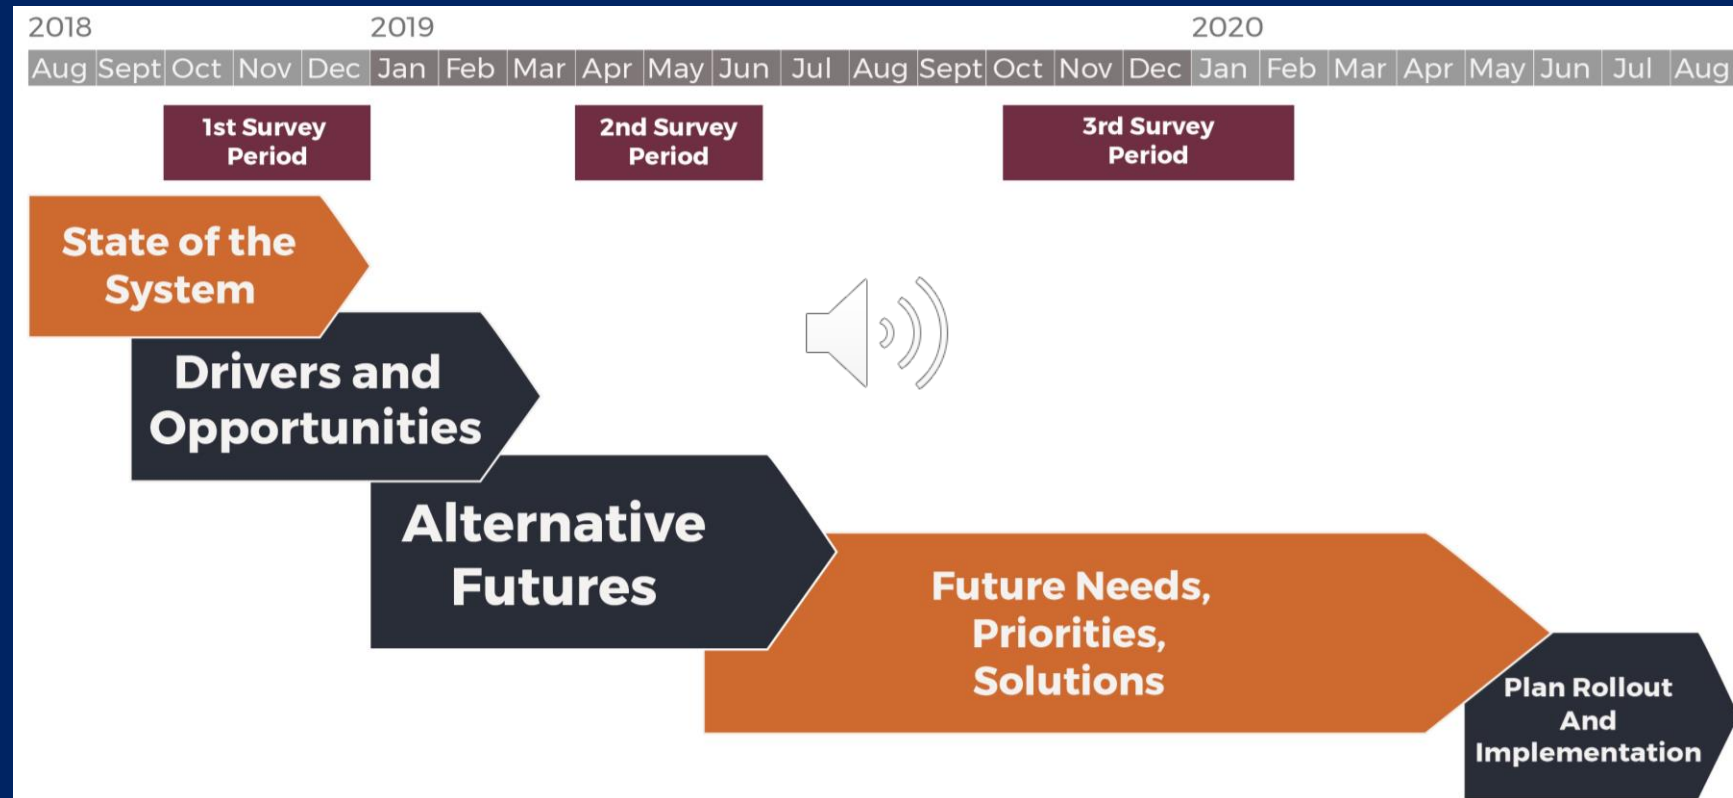 2018 2019 2020
Aug Sept Oct Nov Dec Jan Feb Mar Apr May Jun Jul Aug Sept Oct Nov Dec Jan Feb Mar Apr May Jun Jul Aug
1st Survey
Period
2nd Survey
Period
3rd Survey
Period
State of the
System
Drivers and
Opportunities
Alternative
Futures
Future Needs,
Priorities,
Solutions
Plan Rollout
And
Implementation